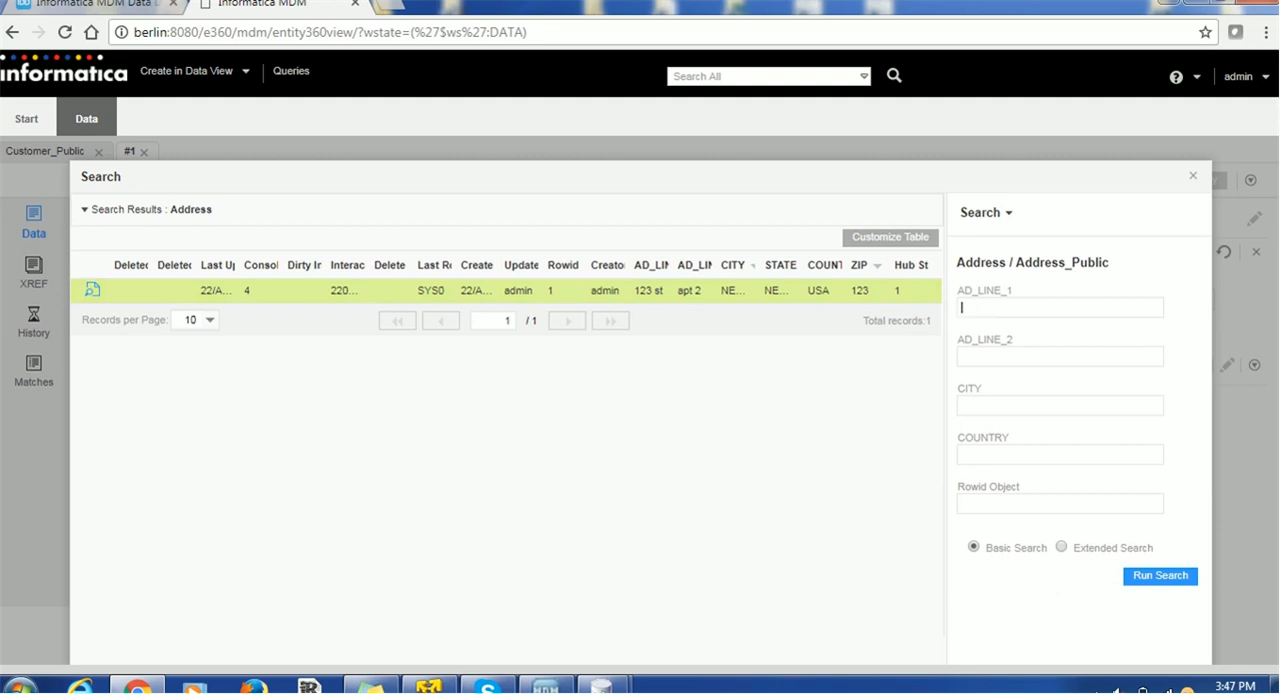 Informatica MDM Data D
Informatica MDM
berlin:8080/e360/mdm/entity360view/?wstate=(%27$ws%27:DATA)
informatica
Create in Data View
Queries
Search All
admin
Start
Data
Customer_Public
#1
Search
Search Results : Address
Search
Customize Table
Deletec Deletec Last U Consol Dirty Ir Interac Delete Last R Create Update Rowid Creato AD_LIN AD_LIN CITY STATE COUNT ZIP Hub St
22/A... 4 220... SYS0 22/A... admin 1 admin 123 st apt 2 NE... NE... USA 123 1
Records per Page: 10
1 / 1
Total records:1
Address / Address_Public
AD_LINE_1
AD_LINE_2
CITY
COUNTRY
Rowid Object
Basic Search
Extended Search
Run Search
Data
XREF
History
Matches
MDM
3:47 PM